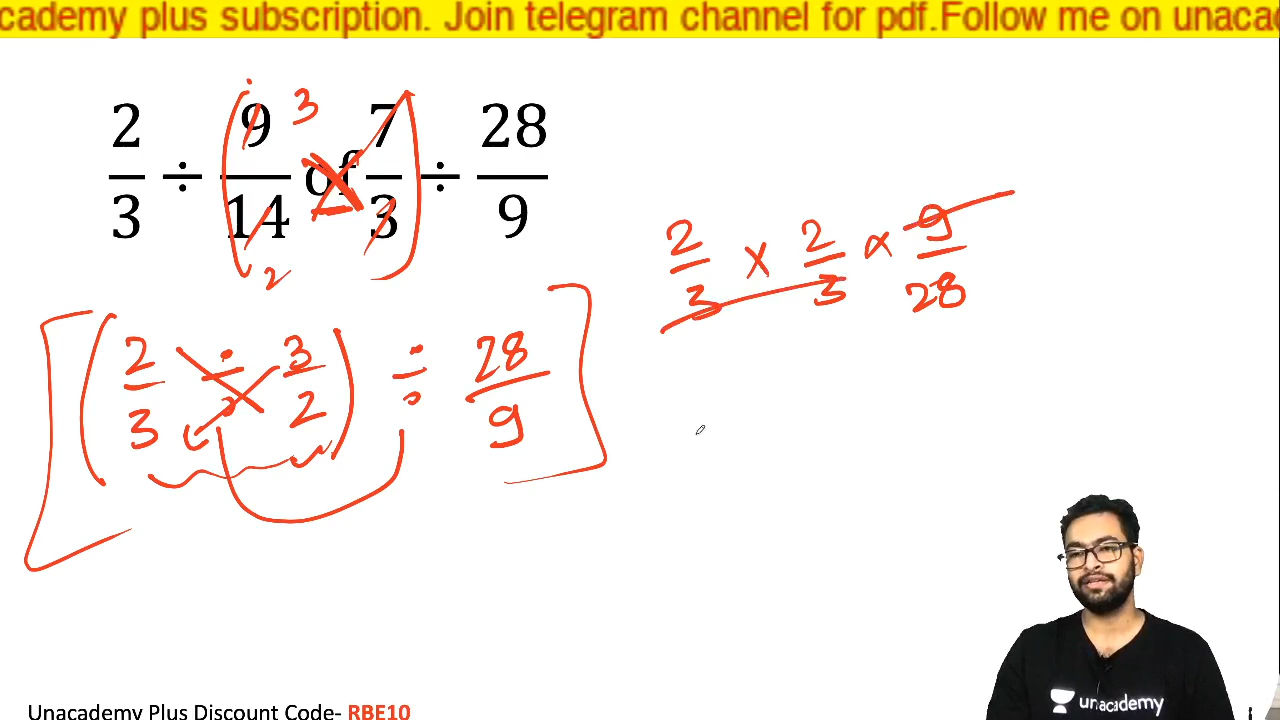 cademy plus subscription. Join telegram channel for pdf.Follow me on unaca
2/3 ÷ 9/14 of 7/3 ÷ 28/9
3
×
2
[(2/3 ÷ 3/2) ÷ 28/9]
2/3 × 2/3 × 9/28
unacademy
Unacademy Plus Discount Code- RBE10